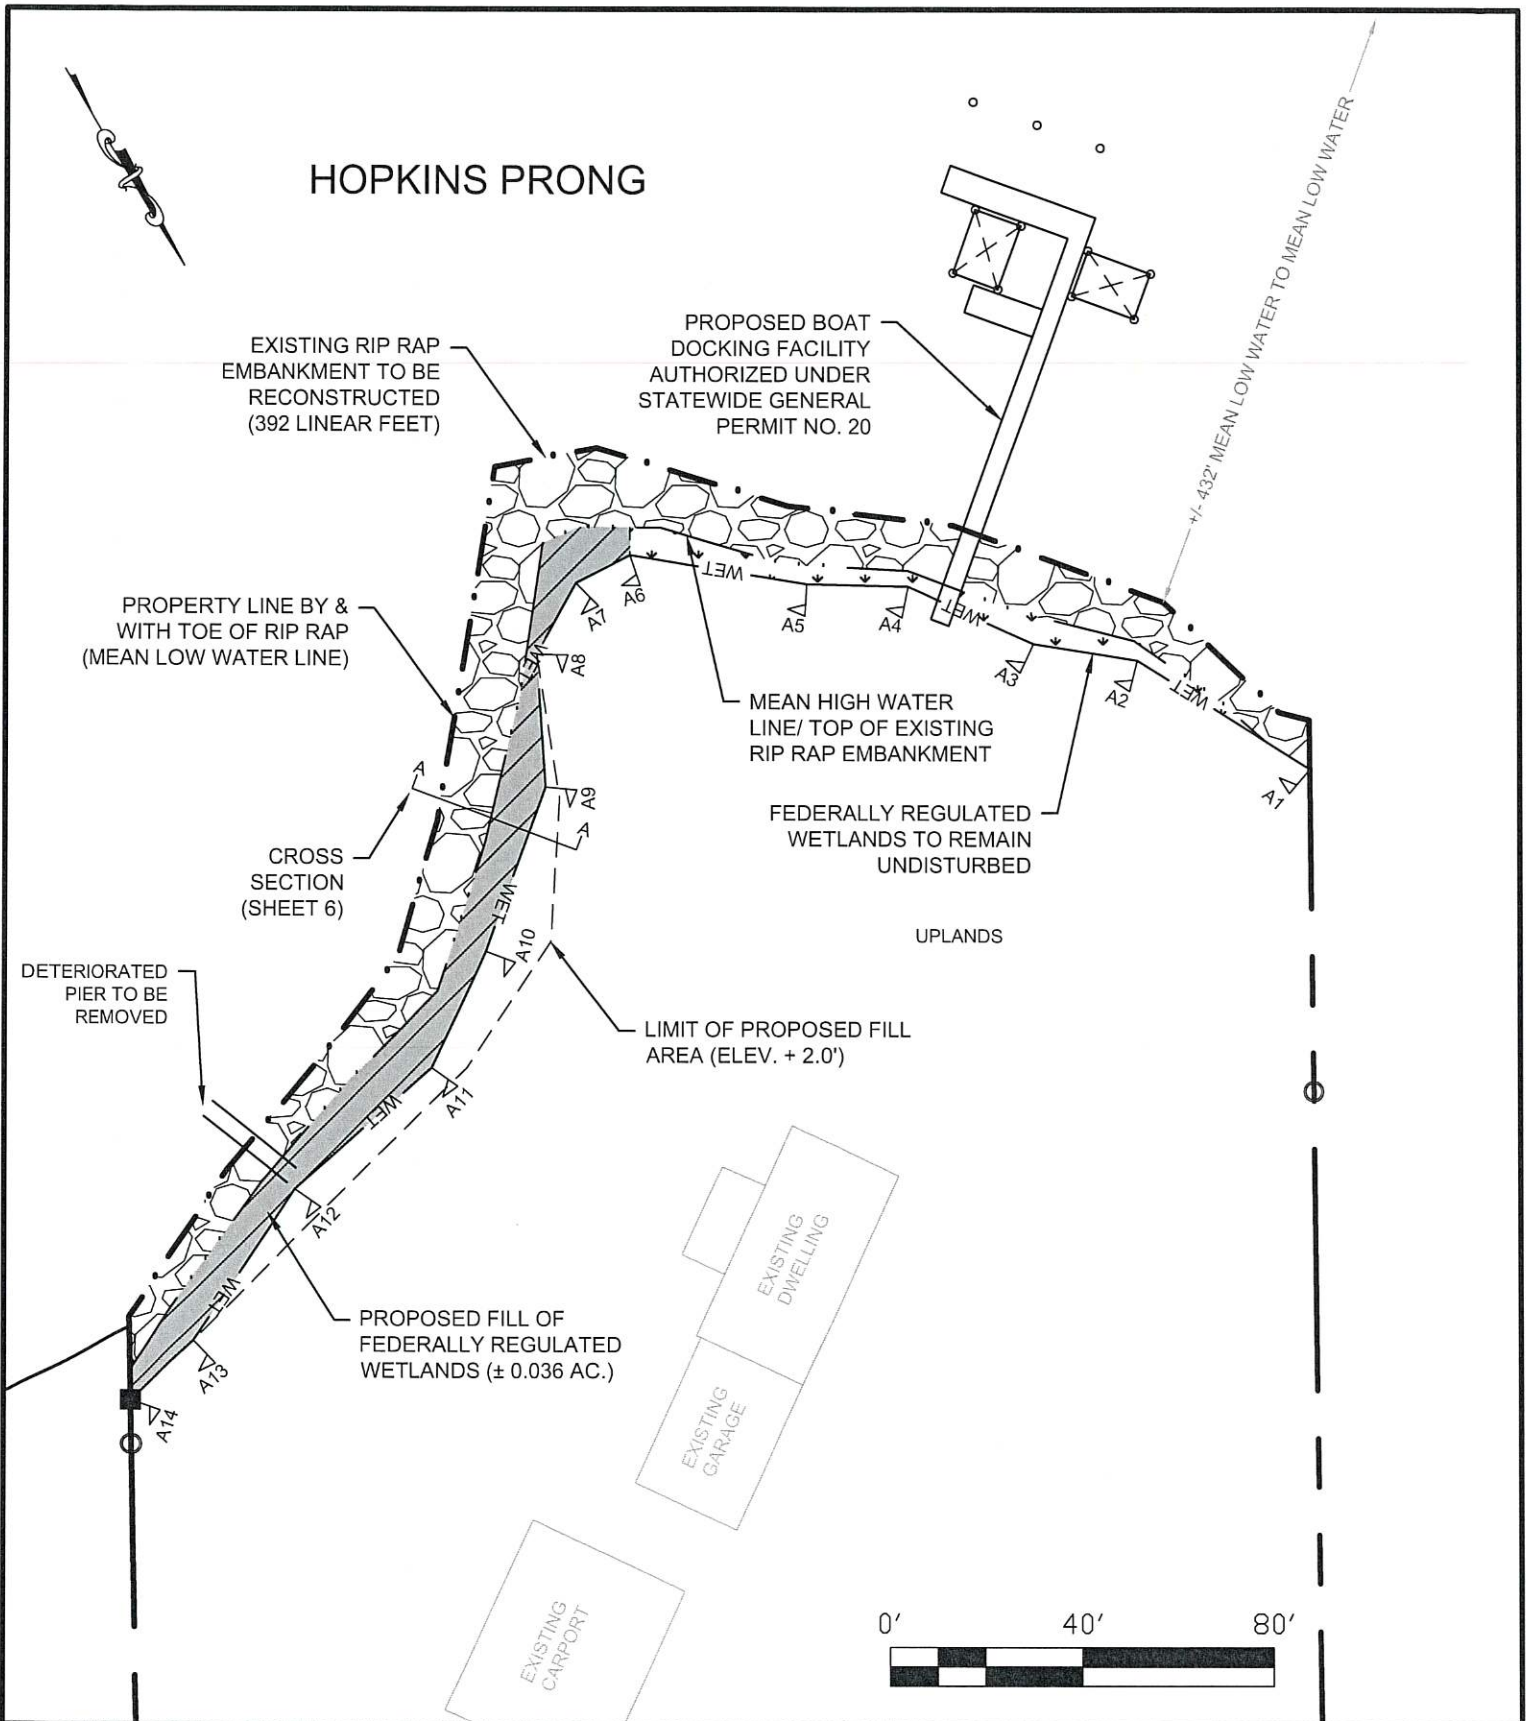 HOPKINS PRONG
+/- 432' MEAN LOW WATER TO MEAN LOW WATER
EXISTING RIP RAP
EMBANKMENT TO BE
RECONSTRUCTED
(392 LINEAR FEET)
PROPOSED BOAT
DOCKING FACILITY
AUTHORIZED UNDER
STATEWIDE GENERAL
PERMIT NO. 20
PROPERTY LINE BY &
WITH TOE OF RIP RAP
(MEAN LOW WATER LINE)
WET
A6
A7
A5
A4
WET
A8
WET
A3
A2
WET
A1
MEAN HIGH WATER
LINE/ TOP OF EXISTING
RIP RAP EMBANKMENT
A
A9
A
FEDERALLY REGULATED
WETLANDS TO REMAIN
UNDISTURBED
CROSS
SECTION
(SHEET 6)
WET
A10
UPLANDS
DETERIORATED
PIER TO BE
REMOVED
LIMIT OF PROPOSED FILL
AREA (ELEV. + 2.0')
A11
WET
A12
EXISTING
DWELLING
WET
PROPOSED FILL OF
FEDERALLY REGULATED
WETLANDS (± 0.036 AC.)
A13
A14
EXISTING
GARAGE
EXISTING
CARPORT
0' 40' 80'